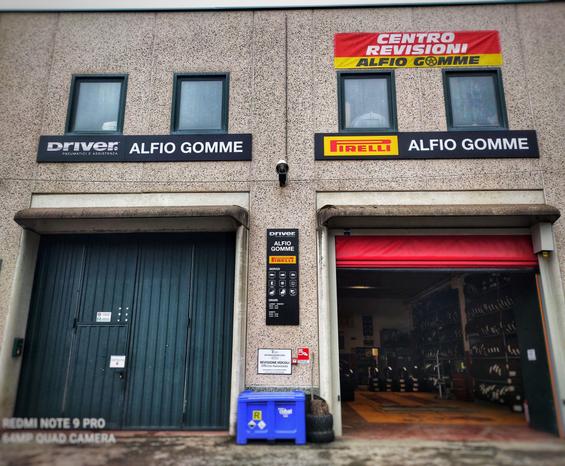 CENTRO
REVISIONI
ALFIO GOMME
DRIVER
PNEUMATICI E ASSISTENZA
ALFIO GOMME
PIRELLI
ALFIO GOMME
DRIVER
ALFIO
GOMME
PIRELLI
REVISIONE VEICOLI
R
REDMI NOTE 9 PRO
64MP QUAD CAMERA